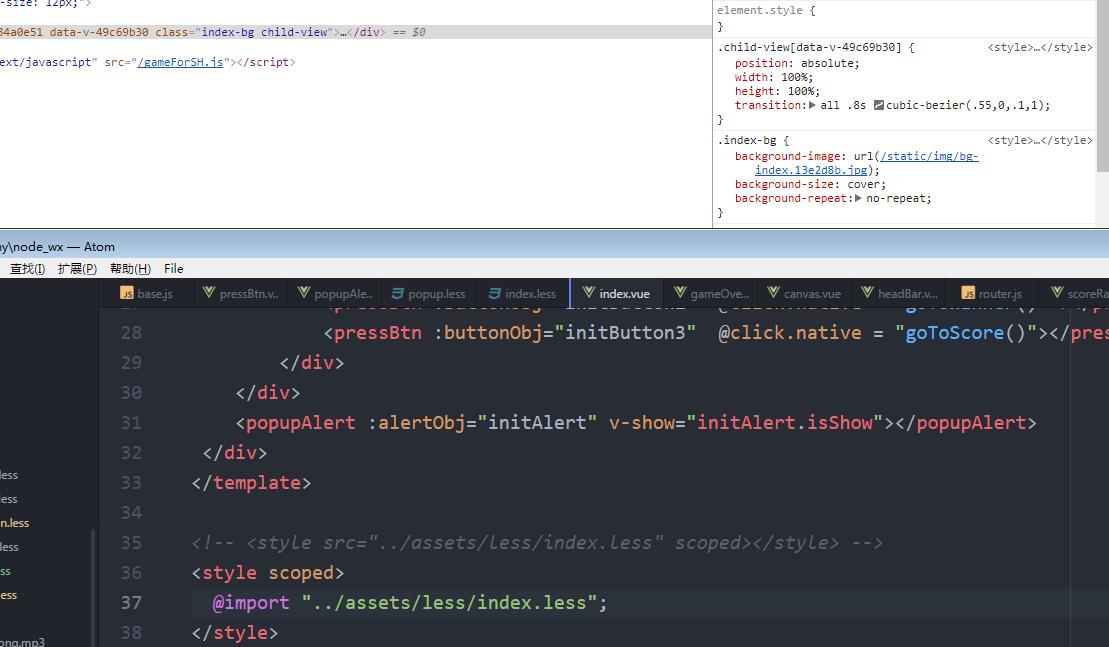 -size: 12px;">
34a0e51 data-v-49c69b30 class="index-bg child-view">…</div> == $0
ext/javascript" src="/gameForSH.js"></script>
element.style {
}
.child-view[data-v-49c69b30] { <style>…</style>
position: absolute;
width: 100%;
height: 100%;
transition:▶ all .8s cubic-bezier(.55,0,.1,1);
}
.index-bg { <style>…</style>
background-image: url(/static/img/bg-
index.13e2d8b.jpg);
background-size: cover;
background-repeat:▶ no-repeat;
}
ny\node_wx — Atom
查找(I) 扩展(P) 帮助(H) File
JS base.js pressBtn.v.. popupAle.. popup.less index.less index.vue gameOve... canvas.vue headBar.v... JS router.js scoreRa
28 <pressBtn :buttonObj="initButton3" @click.native = "goToScore()"></pres
29 </div>
30 </div>
31 <popupAlert :alertObj="initAlert" v-show="initAlert.isShow"></popupAlert>
32 </div>
33 </template>
34
35 <!-- <style src="../assets/less/index.less" scoped></style> -->
36 <style scoped>
37 @import "../assets/less/index.less";
38 </style>
less
less
n.less
less
ss
ess
ong.mp3